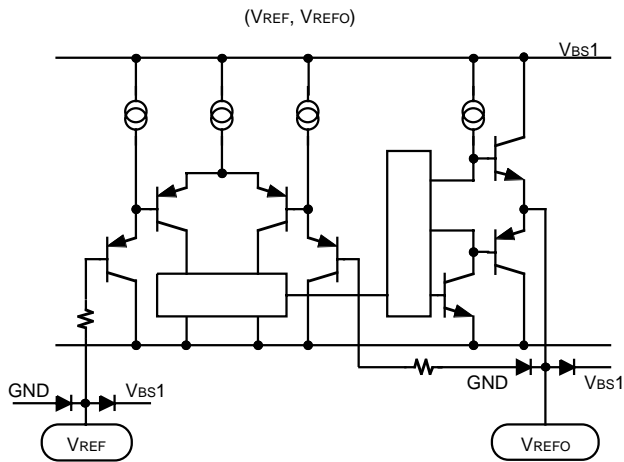 (VREF, VREFO)
VBS1
GND
VBS1
GND
VBS1
VREF
VREFO